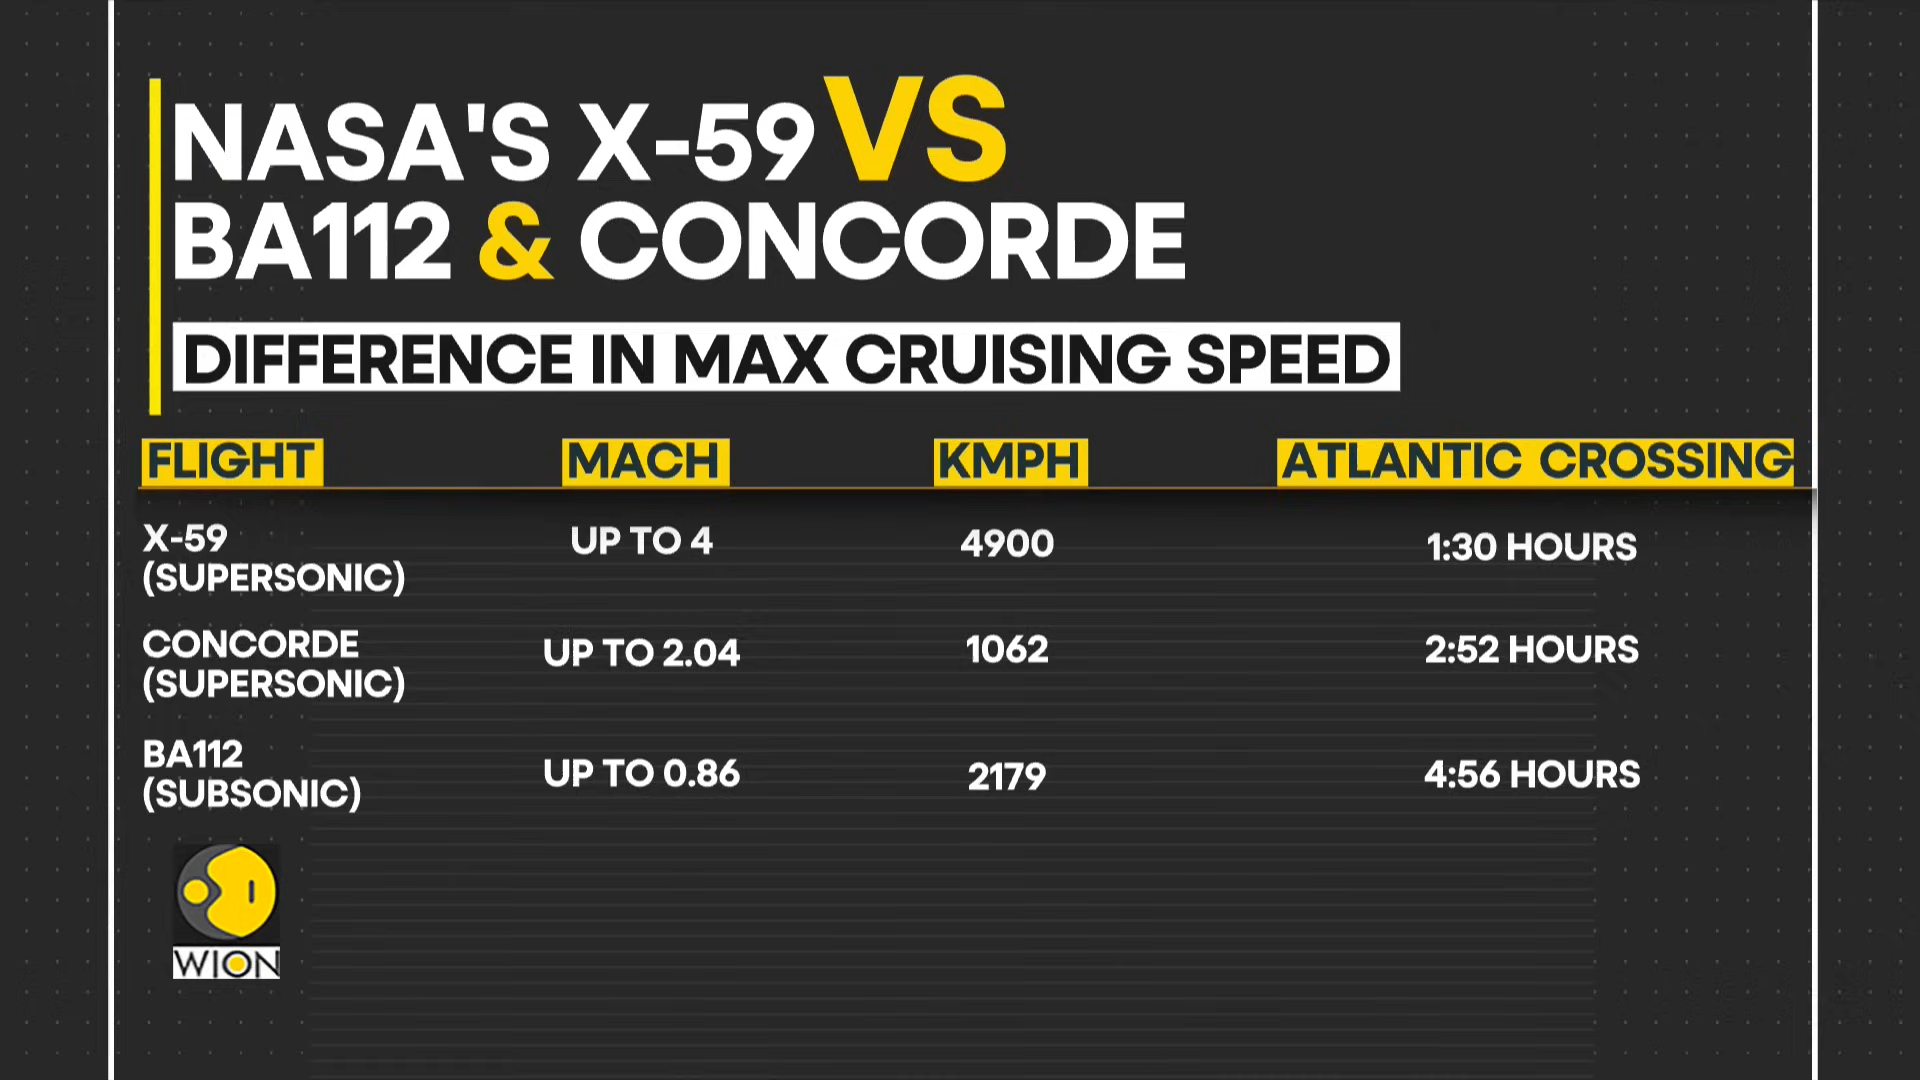 NASA'S X-59 VS
BA112 & CONCORDE
DIFFERENCE IN MAX CRUISING SPEED
FLIGHT MACH KMPH ATLANTIC CROSSING
X-59
(SUPERSONIC) UP TO 4 4900 1:30 HOURS
CONCORDE
(SUPERSONIC) UP TO 2.04 1062 2:52 HOURS
BA112
(SUBSONIC) UP TO 0.86 2179 4:56 HOURS
WION